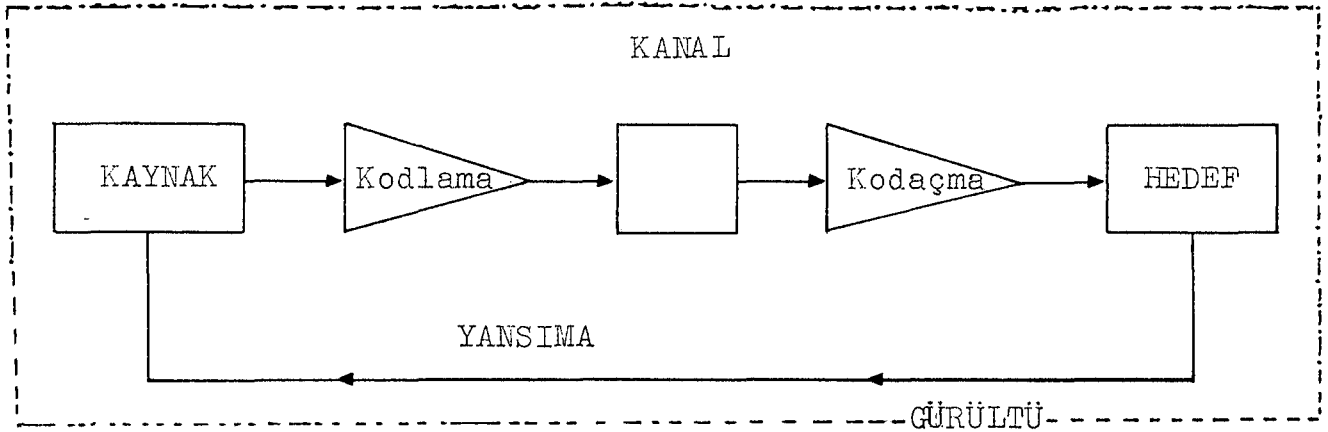 KANAL
KAYNAK
Kodlama
Kodaçma
HEDEF
YANSIMA
GÜRÜLTÜ